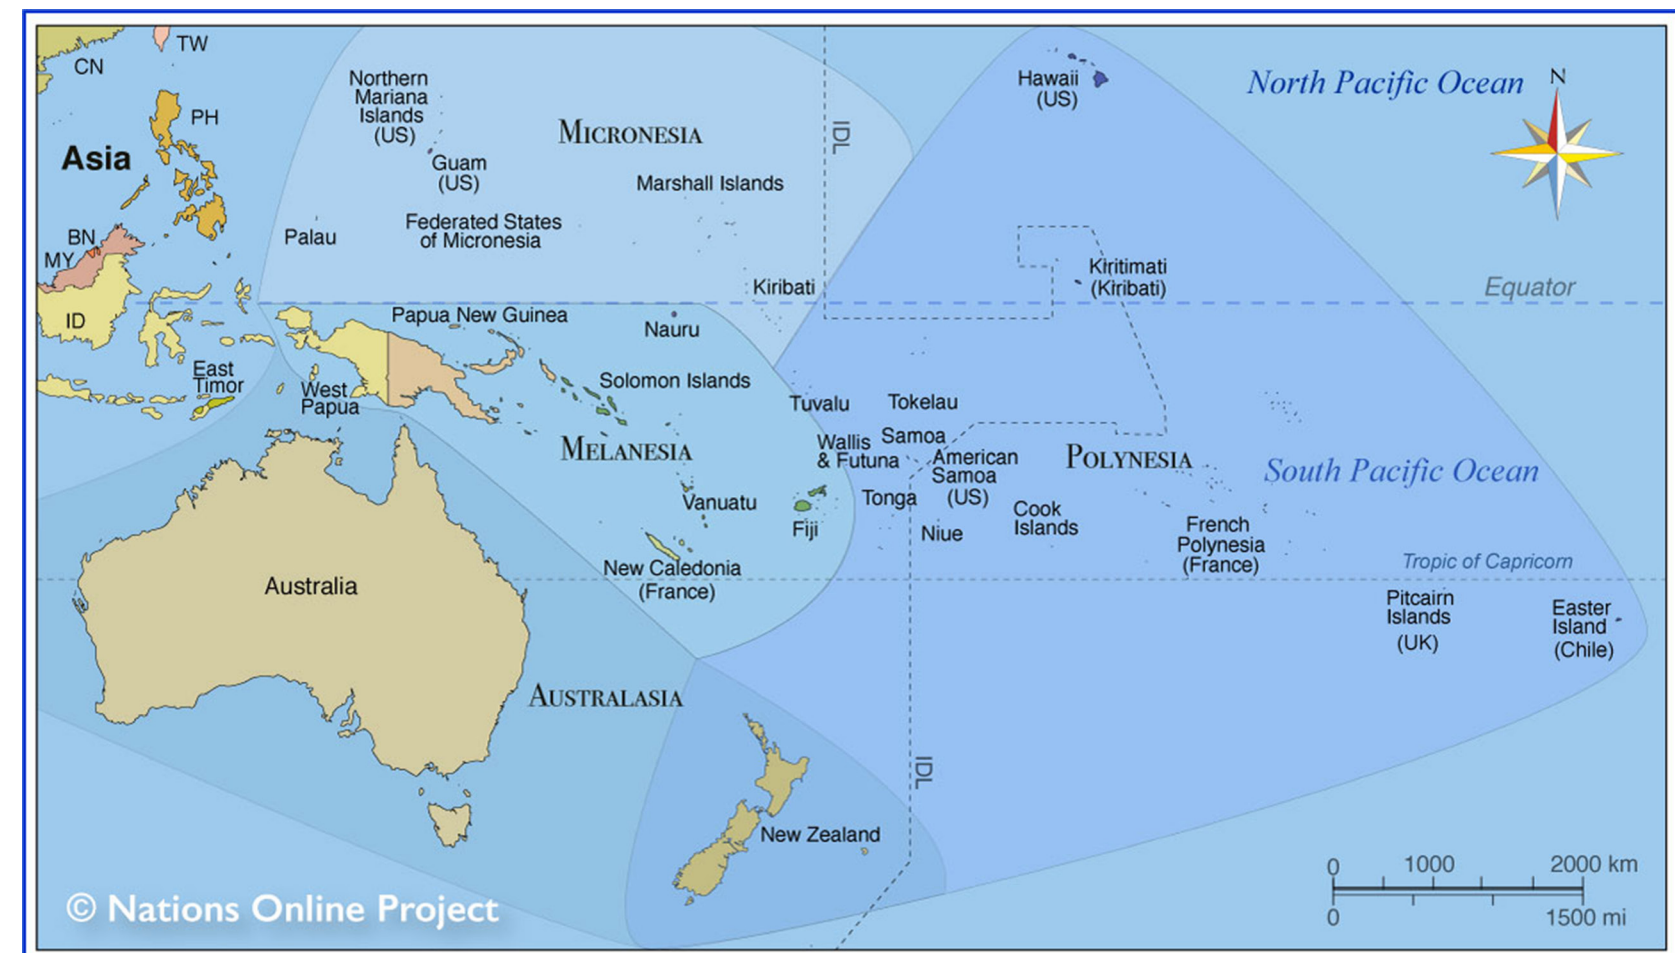 CN
TW
PH
Asia
BN
MY
ID
East
Timor
Northern
Mariana
Islands
(US)
Guam
(US)
MICRONESIA
Marshall Islands
Palau
Federated States
of Micronesia
Kiribati
IDL
Hawaii
(US)
North Pacific Ocean
N
Kiritimati
(Kiribati)
Equator
Papua New Guinea
Nauru
West
Papua
Solomon Islands
MELANESIA
Vanuatu
Fiji
New Caledonia
(France)
Tuvalu
Tokelau
Wallis
& Futuna
Samoa
American
Samoa
(US)
Tonga
Niue
Cook
Islands
POLYNESIA
South Pacific Ocean
French
Polynesia
(France)
Tropic of Capricorn
Pitcairn
Islands
(UK)
Easter
Island
(Chile)
Australia
AUSTRALASIA
New Zealand
IDL
0 1000 2000 km
0 1500 mi
© Nations Online Project